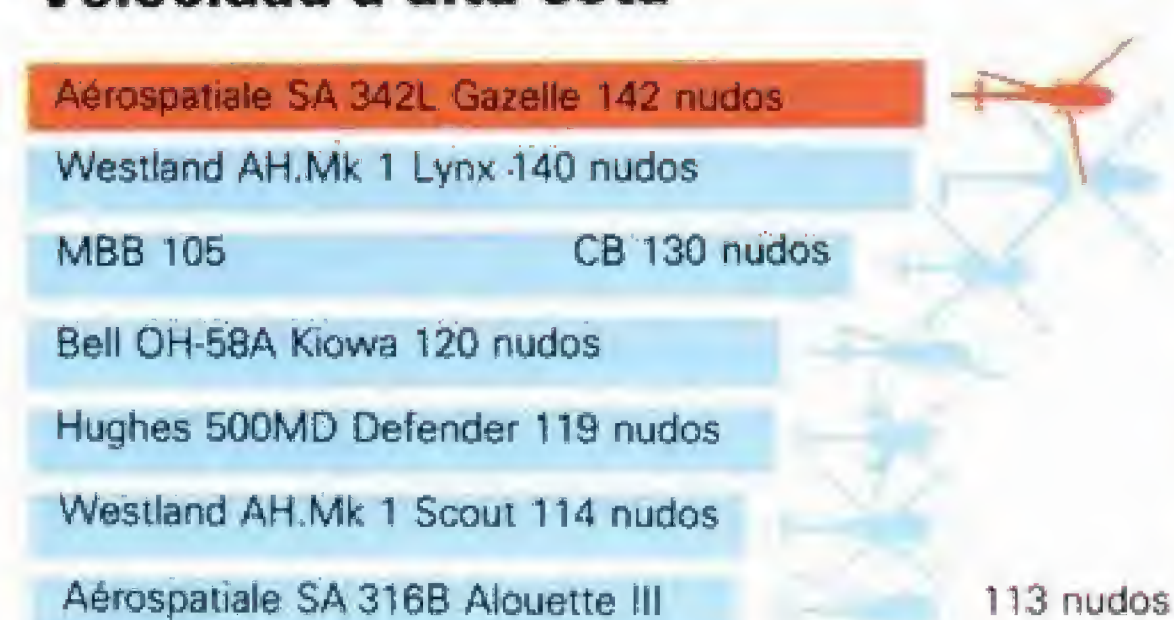 Aérospatiale SA 342L Gazelle 142 nudos
Westland AH.Mk 1 Lynx 140 nudos
MBB 105 CB 130 nudos
Bell OH-58A Kiowa 120 nudos
Hughes 500MD Defender 119 nudos
Westland AH.Mk 1 Scout 114 nudos
Aérospatiale SA 316B Alouette III 113 nudos